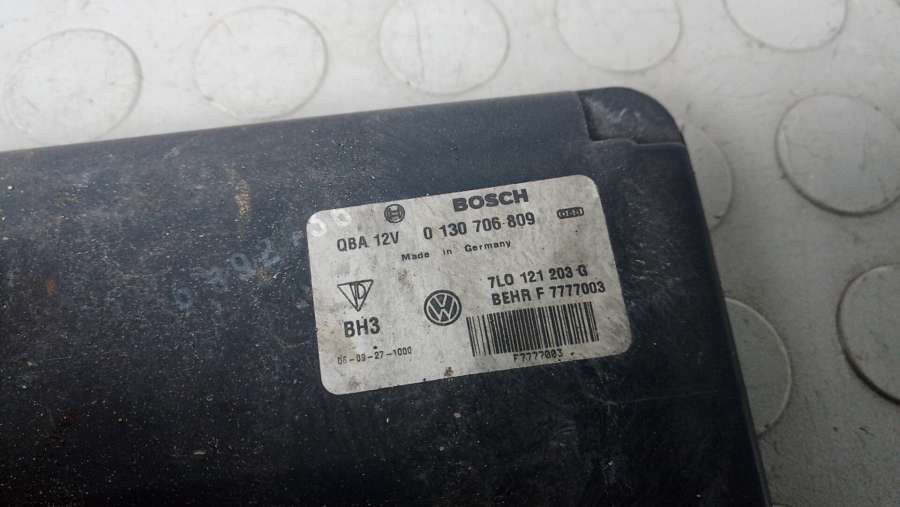 BOSCH
QBA 12V 0 130 706 809
Made in Germany
7L0 121 203 G
BEHR F 7777003
BH3
06-09-27-1000
F7777003